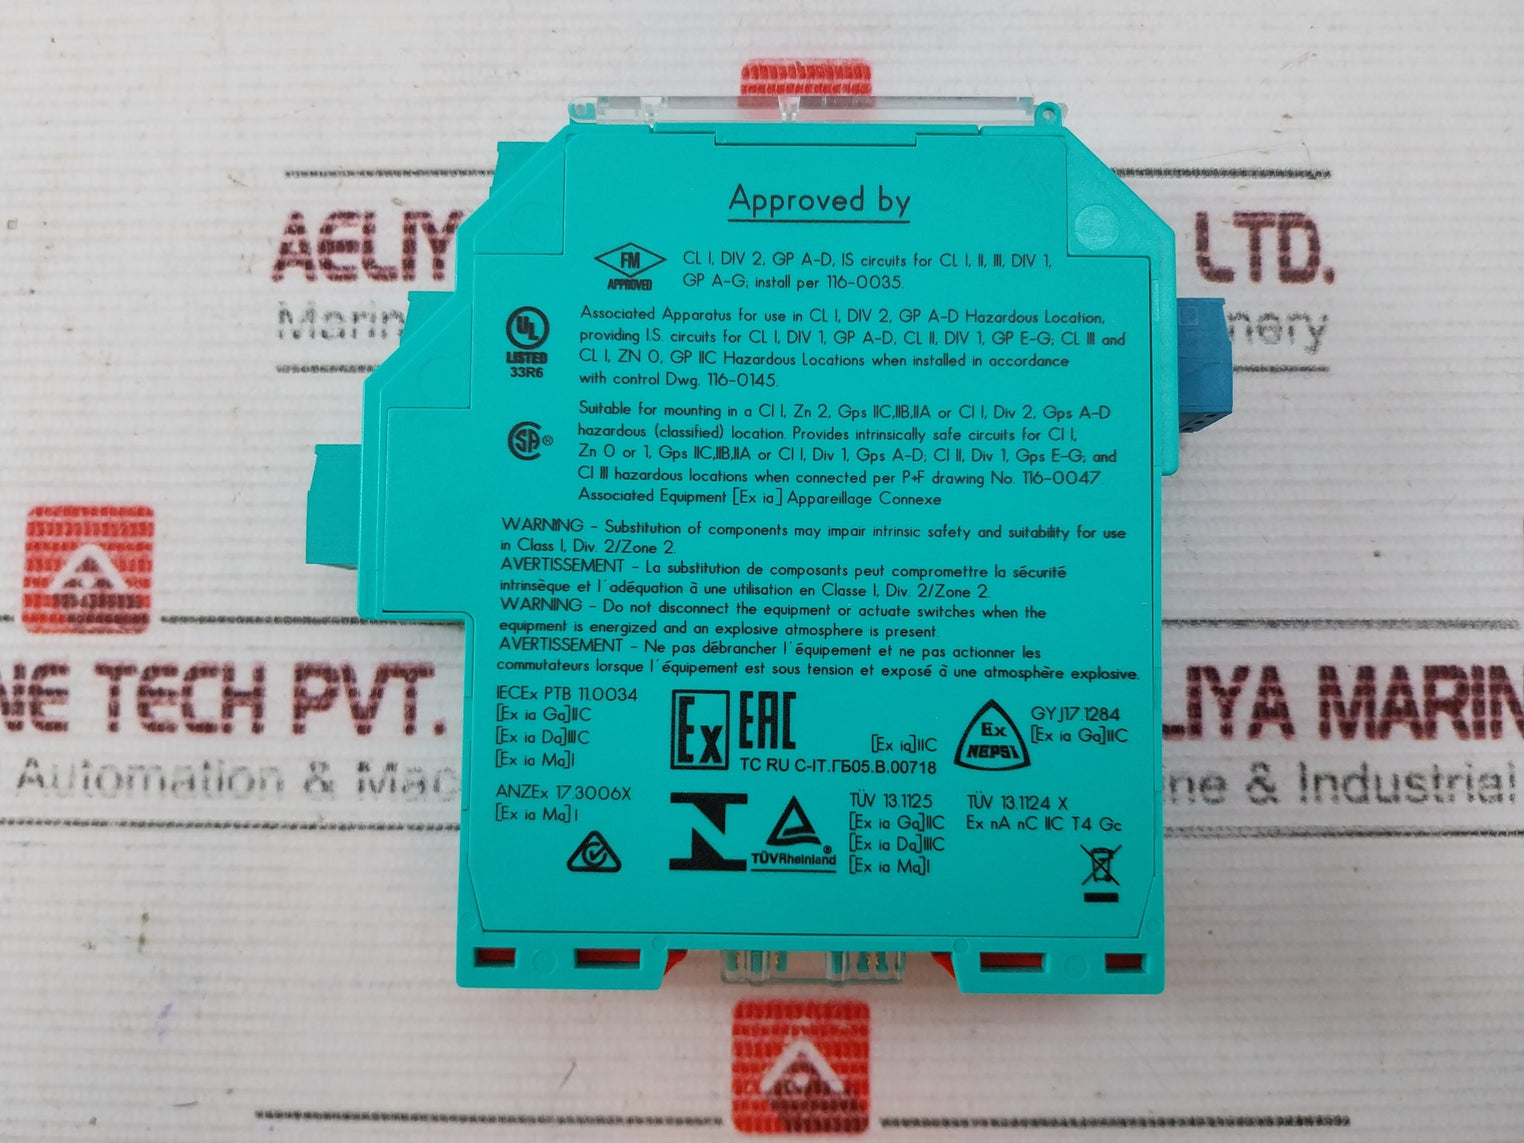 Approved by
FM
APPROVED
CL I, DIV 2, GP A-D, IS circuits for CL I, II, III, DIV 1,
GP A-G; install per 116-0035.
UL
LISTED
33R6
Associated Apparatus for use in CL I, DIV 2, GP A-D Hazardous Location,
providing I.S. circuits for CL I, DIV 1, GP A-D, CL II, DIV 1, GP E-G; CL III and
CL I, ZN 0, GP IIC Hazardous Locations when installed in accordance
with control Dwg. 116-0145.
SA®
Suitable for mounting in a Cl I, Zn 2, Gps IIC,IIB,IIA or Cl I, Div 2, Gps A-D
hazardous (classified) location. Provides intrinsically safe circuits for Cl I,
Zn 0 or 1, Gps IIC,IIB,IIA or Cl I, Div 1, Gps A-D; Cl II, Div 1, Gps E-G; and
Cl III hazardous locations when connected per P+F drawing No. 116-0047.
Associated Equipment [Ex ia] Appareillage Connexe
WARNING - Substitution of components may impair intrinsic safety and suitability for use
in Class I, Div. 2/Zone 2.
AVERTISSEMENT - La substitution de composants peut compromettre la sécurité
intrinsèque et l´adéquation à une utilisation en Classe I, Div. 2/Zone 2.
WARNING - Do not disconnect the equipment or actuate switches when the
equipment is energized and an explosive atmosphere is present.
AVERTISSEMENT - Ne pas débrancher l´équipement et ne pas actionner les
commutateurs lorsque l´équipement est sous tension et exposé à une atmosphère explosive.
IECEx PTB 11.0034
[Ex ia Ga]IIC
[Ex ia Da]IIIC
[Ex ia Ma]I
ANZEx 17.3006X
[Ex ia Ma] I
Ex
EAC
[Ex ia]IIC
TC RU C-IT.ГБ05.B.00718
Ex
NEPSI
GYJ17.1284
[Ex ia Ga]IIC
TÜVRheinland
®
TÜV 13.1125
[Ex ia Ga]IIC
[Ex ia Da]IIIC
[Ex ia Ma]I
TÜV 13.1124 X
Ex nA nC IIC T4 Gc
AELIY
LTD.
Marin
nery
NE TECH PVT.
LIYA MARIN
Automation & Mac
ne & Industrial